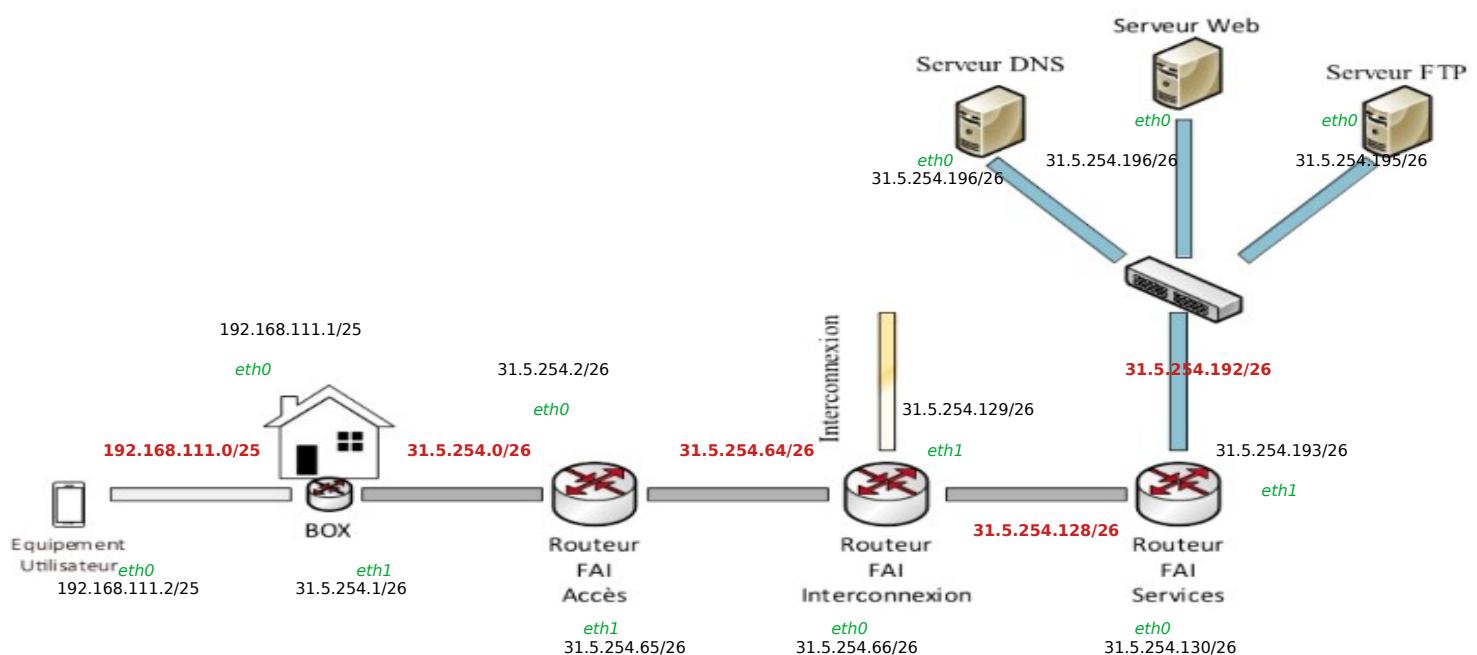 Serveur Web
Serveur DNS
Serveur FTP
eth0
eth0
eth0
31.5.254.196/26
31.5.254.196/26
31.5.254.195/26
192.168.111.1/25
eth0
31.5.254.2/26
eth0
Interconnexion
31.5.254.192/26
31.5.254.129/26
eth1
192.168.111.0/25
31.5.254.0/26
31.5.254.64/26
31.5.254.193/26
eth1
31.5.254.128/26
BOX
Equipement
Utilisateur
eth0
192.168.111.2/25
eth1
31.5.254.1/26
Routeur
FAI
Accès
eth1
31.5.254.65/26
Routeur
FAI
Interconnexion
eth0
31.5.254.66/26
Routeur
FAI
Services
eth0
31.5.254.130/26